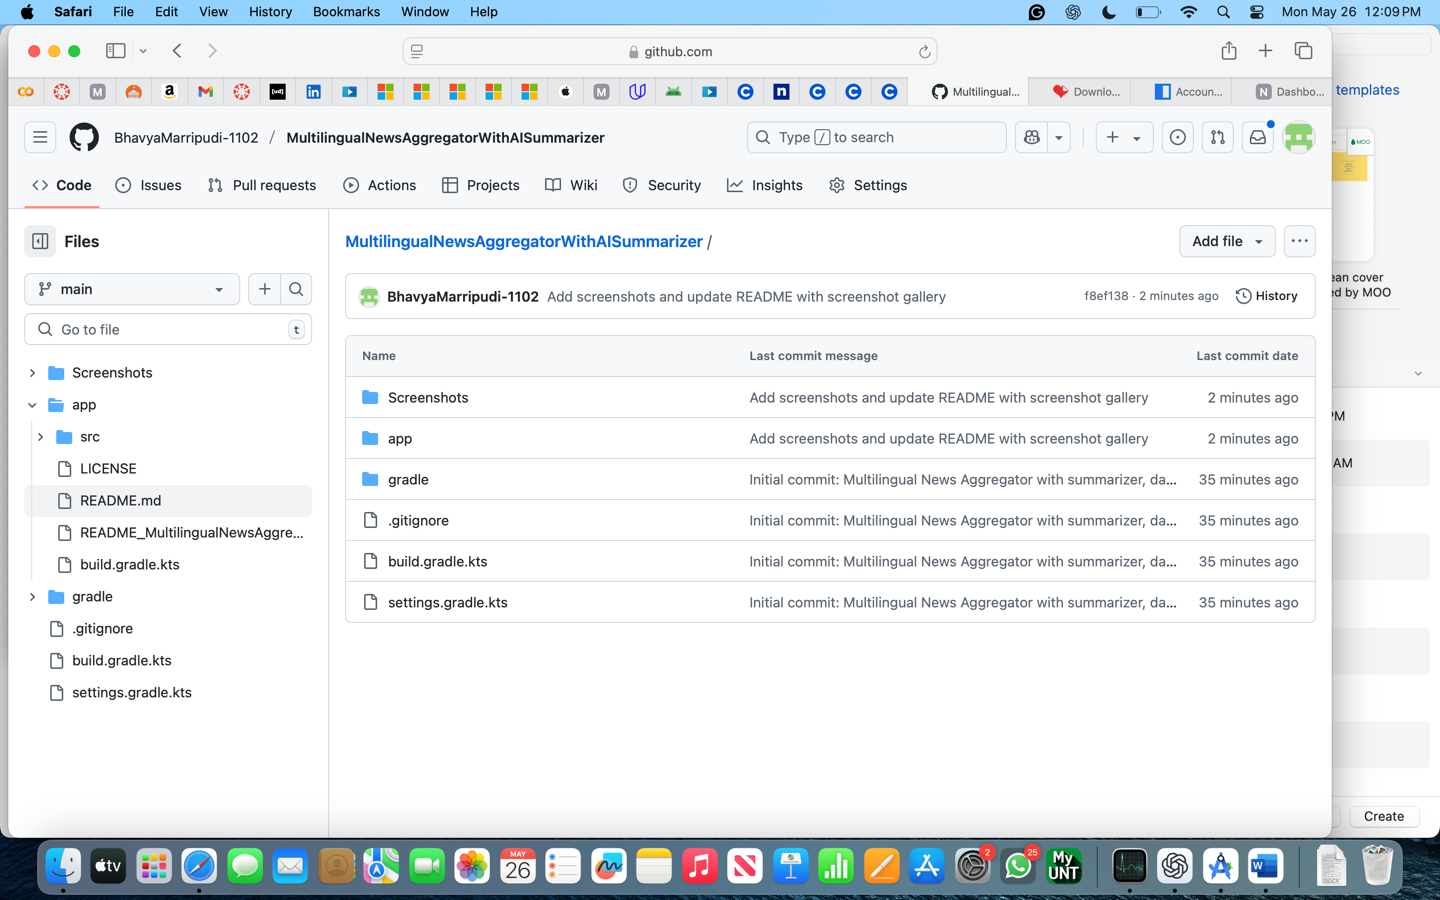 Safari File Edit View History Bookmarks Window Help Mon May 26 12:09 PM
github.com
Multilingual... Downlo... Accoun... Dashbo...
templates
BhavyaMarripudi-1102 / MultilingualNewsAggregatorWithAISummarizer
Type / to search
Code Issues Pull requests Actions Projects Wiki Security Insights Settings
Files
MultilingualNewsAggregatorWithAISummarizer /
Add file
main
BhavyaMarripudi-1102 Add screenshots and update README with screenshot gallery f8ef138 · 2 minutes ago History
Go to file t
Name Last commit message Last commit date
Screenshots Add screenshots and update README with screenshot gallery 2 minutes ago
app Add screenshots and update README with screenshot gallery 2 minutes ago
gradle Initial commit: Multilingual News Aggregator with summarizer, da... 35 minutes ago
.gitignore Initial commit: Multilingual News Aggregator with summarizer, da... 35 minutes ago
build.gradle.kts Initial commit: Multilingual News Aggregator with summarizer, da... 35 minutes ago
settings.gradle.kts Initial commit: Multilingual News Aggregator with summarizer, da... 35 minutes ago
Screenshots
app
src
LICENSE
README.md
README_MultilingualNewsAggre...
build.gradle.kts
gradle
.gitignore
build.gradle.kts
settings.gradle.kts
MOO
ean cover
ed by MOO
PM
AM
Create
tv
MAY
26
2
25
My
UNT
DOCX